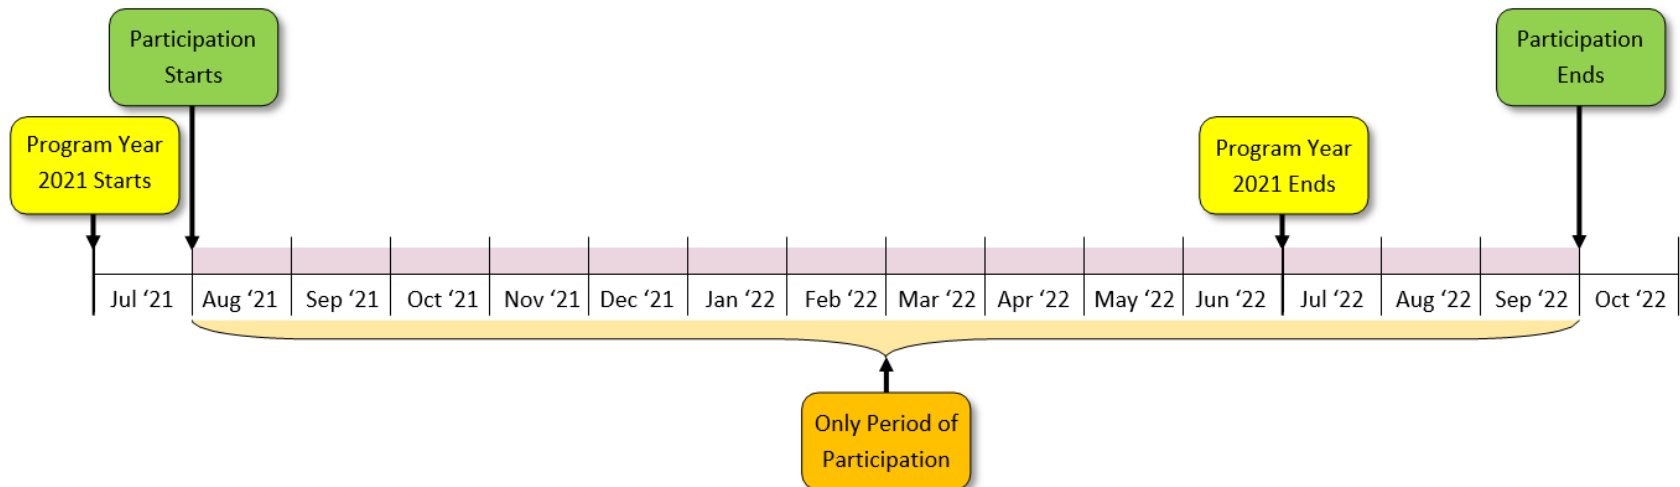 Participation
Starts
Participation
Ends
Program Year
2021 Starts
Program Year
2021 Ends
Jul ‘21
Aug ‘21
Sep ‘21
Oct ‘21
Nov ‘21
Dec ‘21
Jan ‘22
Feb ‘22
Mar ‘22
Apr ‘22
May ‘22
Jun ‘22
Jul ‘22
Aug ‘22
Sep ‘22
Oct ‘22
Only Period of
Participation